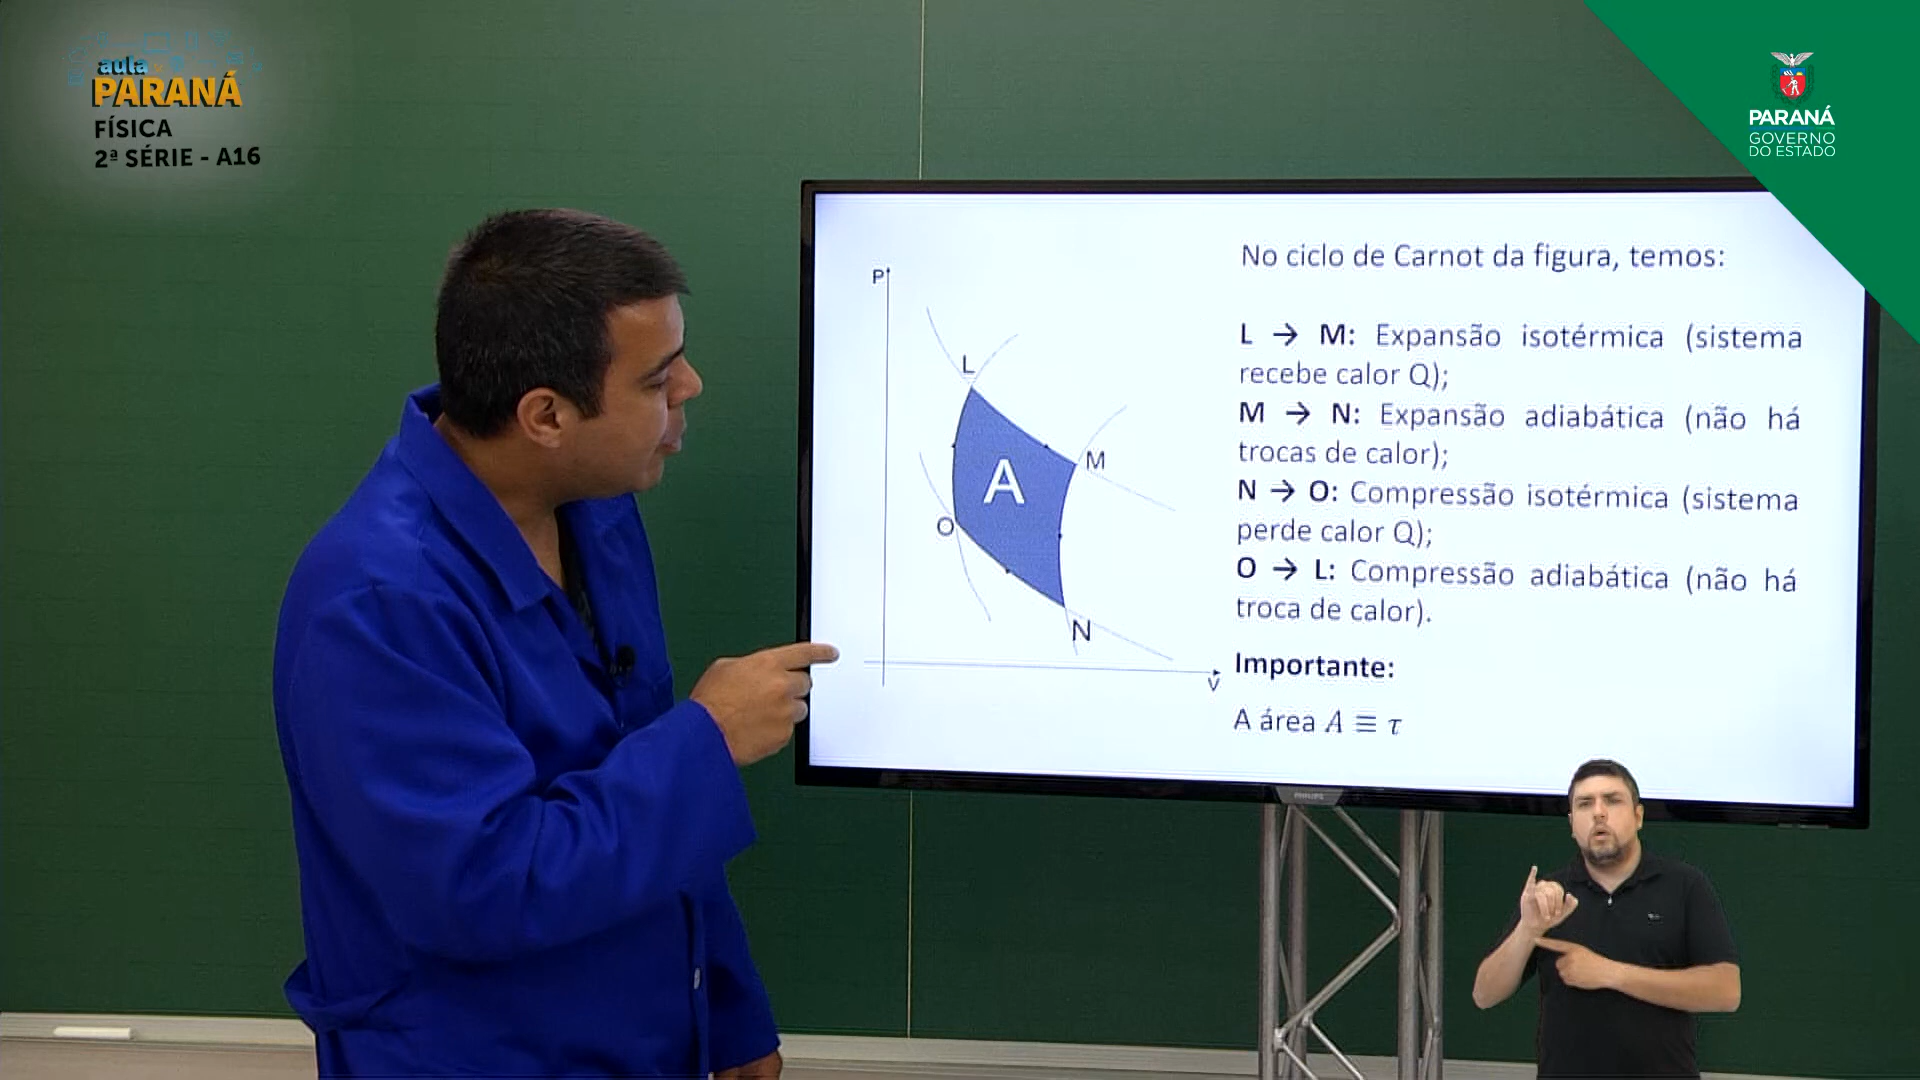 aula
PARANÁ
FÍSICA
2ª SÉRIE - A16
PARANÁ
GOVERNO
DO ESTADO
P
L
M
A
O
N
V
No ciclo de Carnot da figura, temos:
L → M: Expansão isotérmica (sistema
recebe calor Q);
M → N: Expansão adiabática (não há
trocas de calor);
N → O: Compressão isotérmica (sistema
perde calor Q);
O → L: Compressão adiabática (não há
troca de calor).
Importante:
A área A ≡ τ
PHILIPS